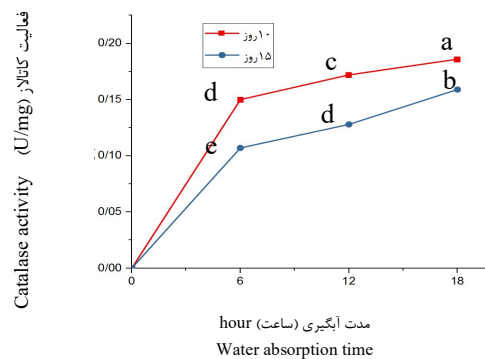 فعالیت کاتالاز (U/mg)
Catalase activity
0/20
0/15
0/10
0/05
0/00
۱۰روز
۱۵روز
a
b
c
d
d
e
0
6
12
18
مدت آبگیری (ساعت) hour
Water absorption time